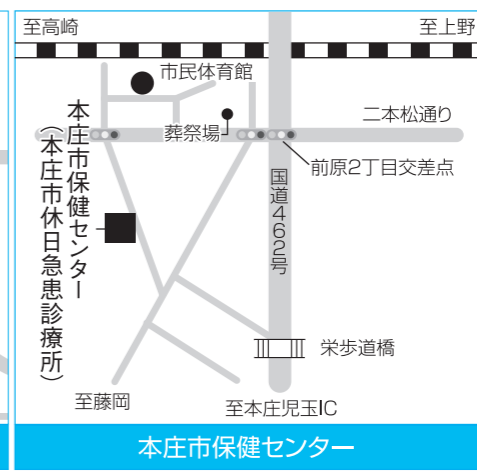 至高崎
至上野
市民体育館
二本松通り
葬祭場
前原2丁目交差点
本庄市保健センター
（本庄市休日急患診療所）
国道462号
栄歩道橋
至藤岡
至本庄児玉IC
本庄市保健センター